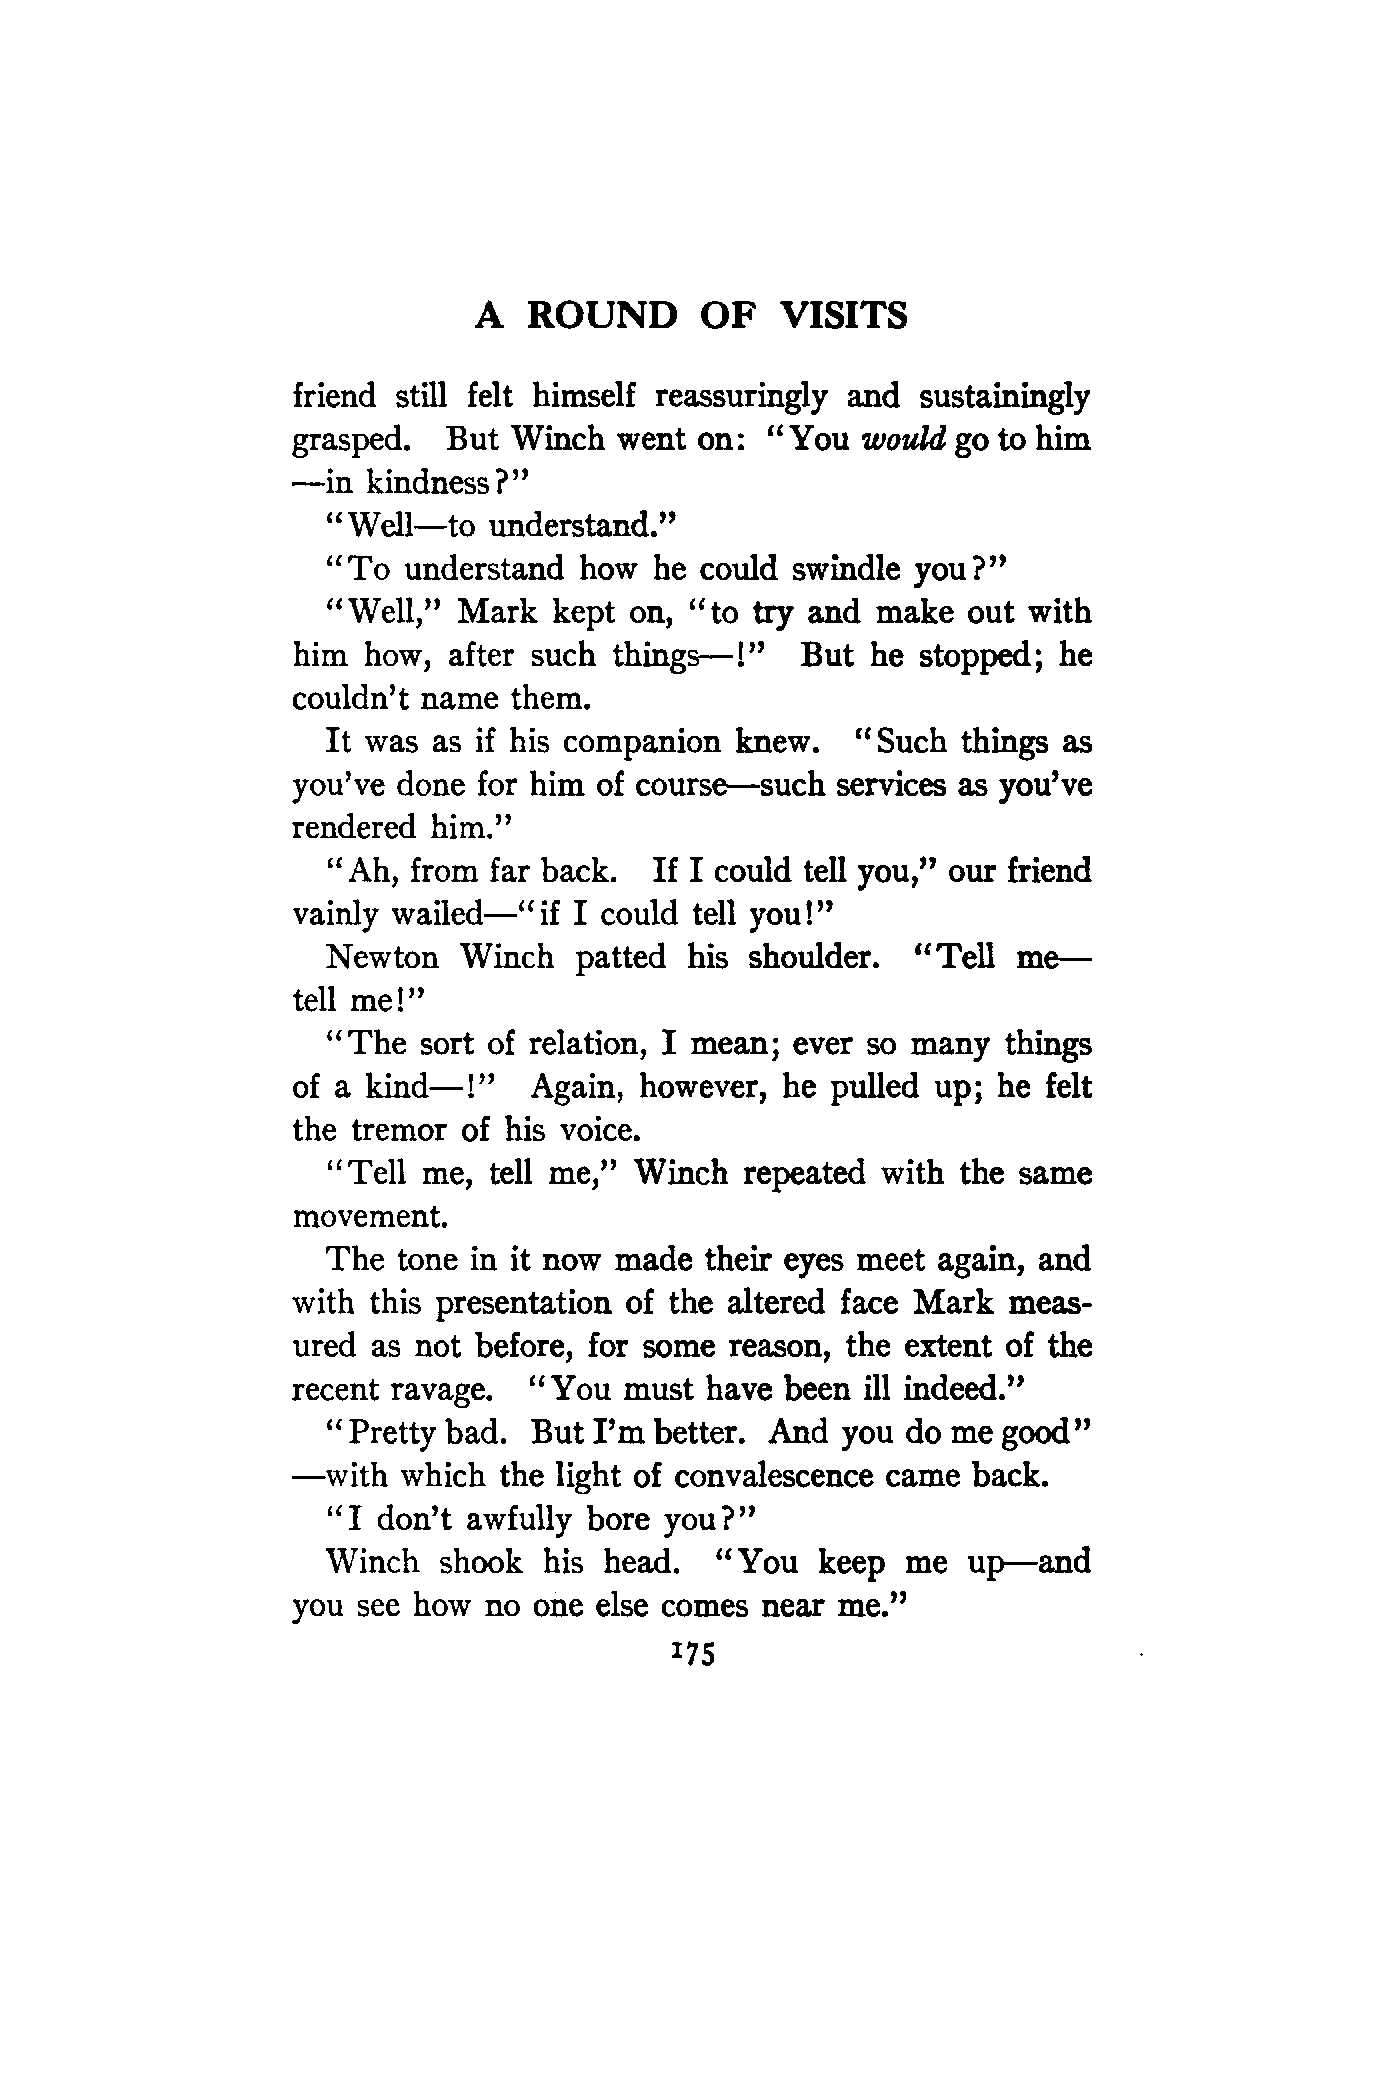 A ROUND OF VISITS
friend still felt himself reassuringly and sustainingly
grasped. But Winch went on: “You would go to him
—in kindness?”
“Well—to understand.”
“To understand how he could swindle you?”
“Well,” Mark kept on, “to try and make out with
him how, after such things—!” But he stopped; he
couldn’t name them.
It was as if his companion knew. “Such things as
you’ve done for him of course—such services as you’ve
rendered him.”
“Ah, from far back. If I could tell you,” our friend
vainly wailed—“if I could tell you!”
Newton Winch patted his shoulder. “Tell me—
tell me!”
“The sort of relation, I mean; ever so many things
of a kind—!” Again, however, he pulled up; he felt
the tremor of his voice.
“Tell me, tell me,” Winch repeated with the same
movement.
The tone in it now made their eyes meet again, and
with this presentation of the altered face Mark meas-
ured as not before, for some reason, the extent of the
recent ravage. “You must have been ill indeed.”
“Pretty bad. But I’m better. And you do me good”
—with which the light of convalescence came back.
“I don’t awfully bore you?”
Winch shook his head. “You keep me up—and
you see how no one else comes near me.”
175